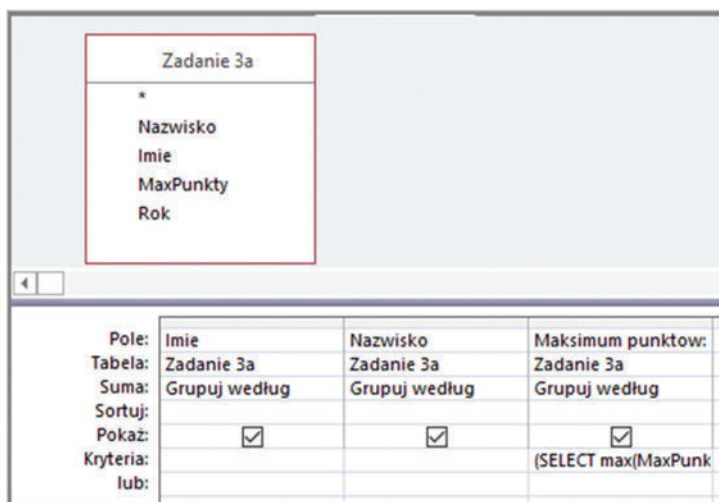 Zadanie 3a
*
Nazwisko
Imie
MaxPunkty
Rok
Pole: Imie Nazwisko Maksimum punktow:
Tabela: Zadanie 3a Zadanie 3a Zadanie 3a
Suma: Grupuj według Grupuj według Grupuj według
Sortuj:
Pokaż:
Kryteria: (SELECT max(MaxPunk
lub: